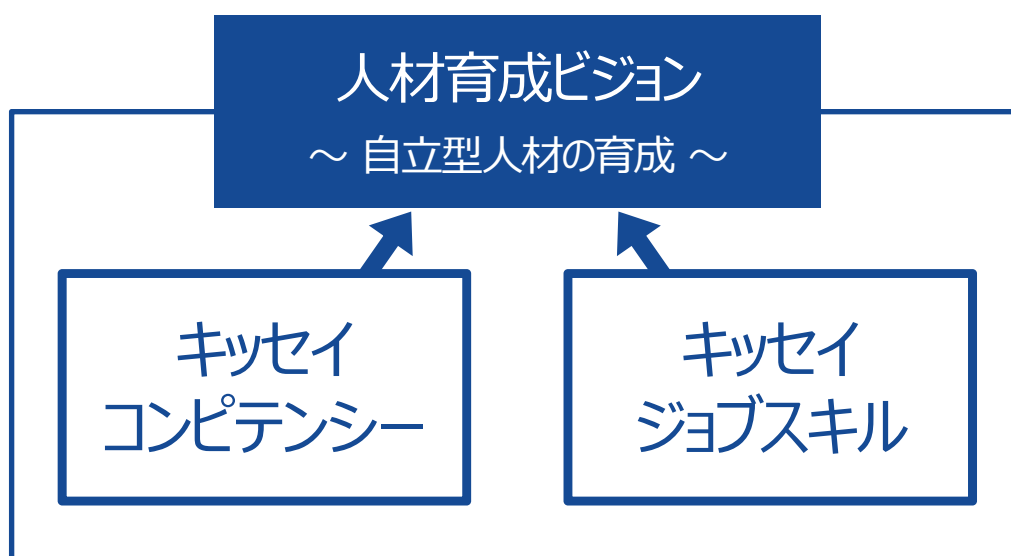 人材育成ビジョン
～ 自立型人材の育成 ～
キッセイ
コンピテンシー
キッセイ
ジョブスキル